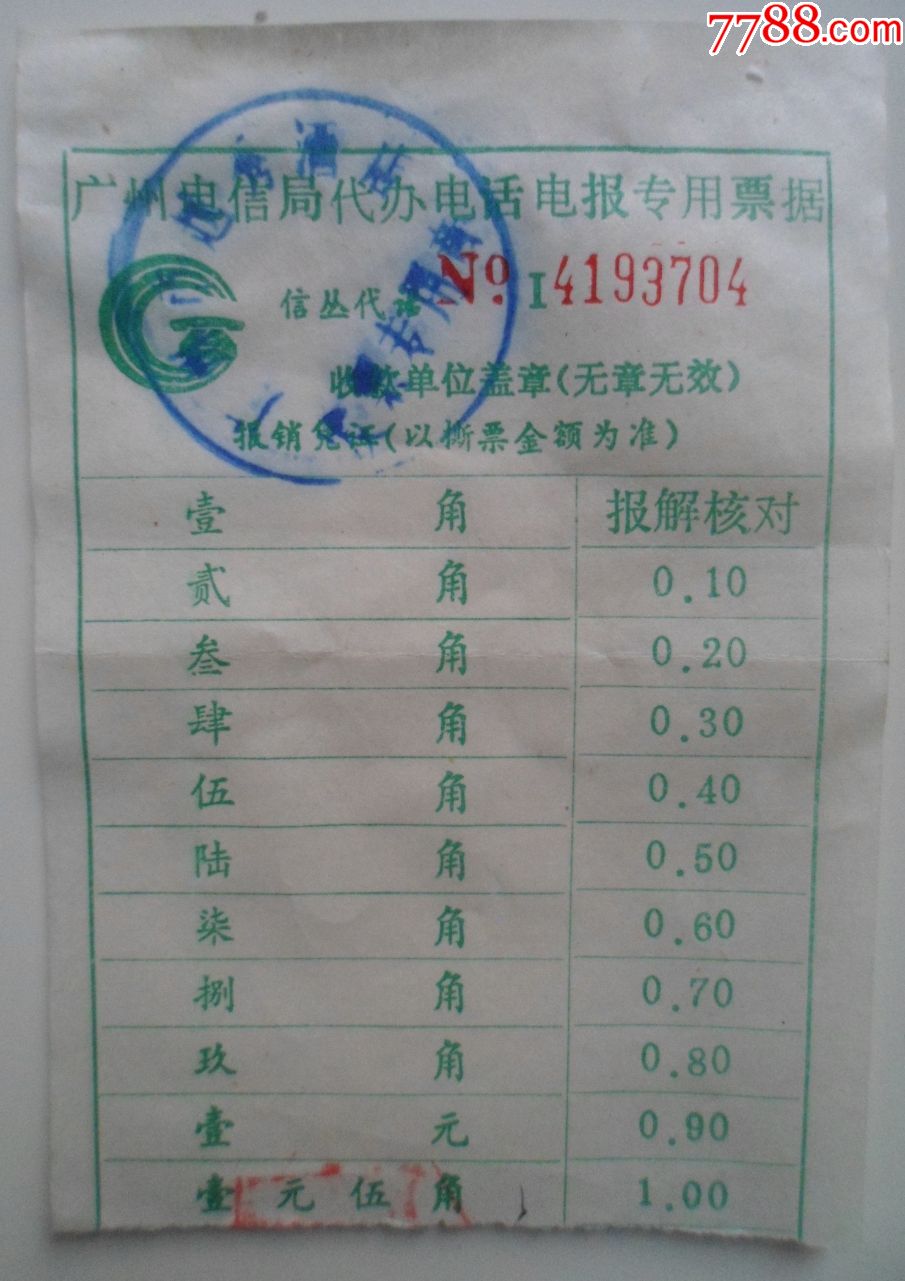 7788.com
广州电信局代办电话电报专用票据
信丛代 No I4193704
收款单位盖章(无章无效)
报销凭证(以撕票金额为准)
壹 角 报解核对
贰 角 0.10
叁 角 0.20
肆 角 0.30
伍 角 0.40
陆 角 0.50
柒 角 0.60
捌 角 0.70
玖 角 0.80
壹 元 0.90
壹元伍角 1.00